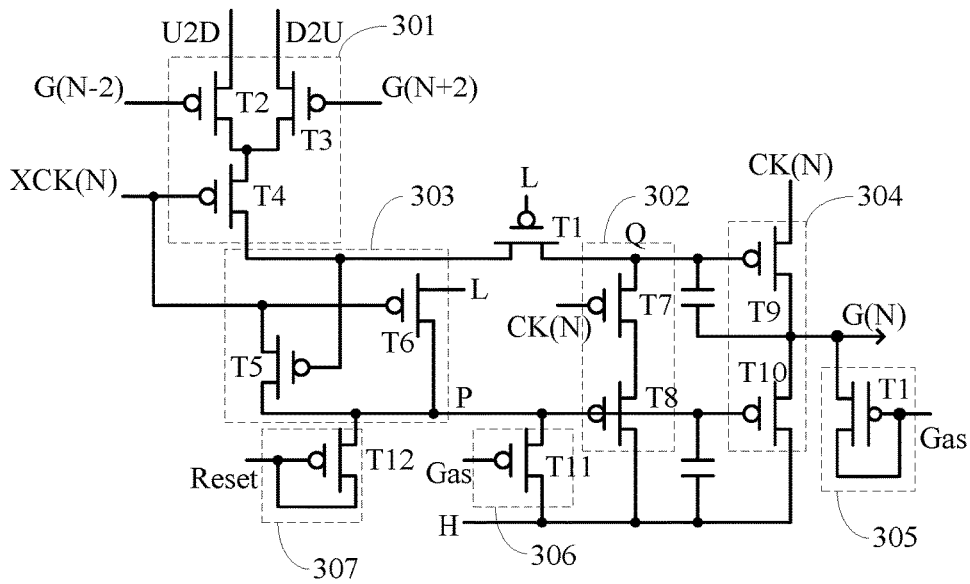 U2D D2U 301
G(N-2) T2 G(N+2)
T3
XCK(N) T4 L CK(N)
303 T1 302 304
Q
L T7
T6 CK(N) T9 G(N)
T5
P T8 T10 T1
Reset T12 Gas T11 Gas
H
307 306 305